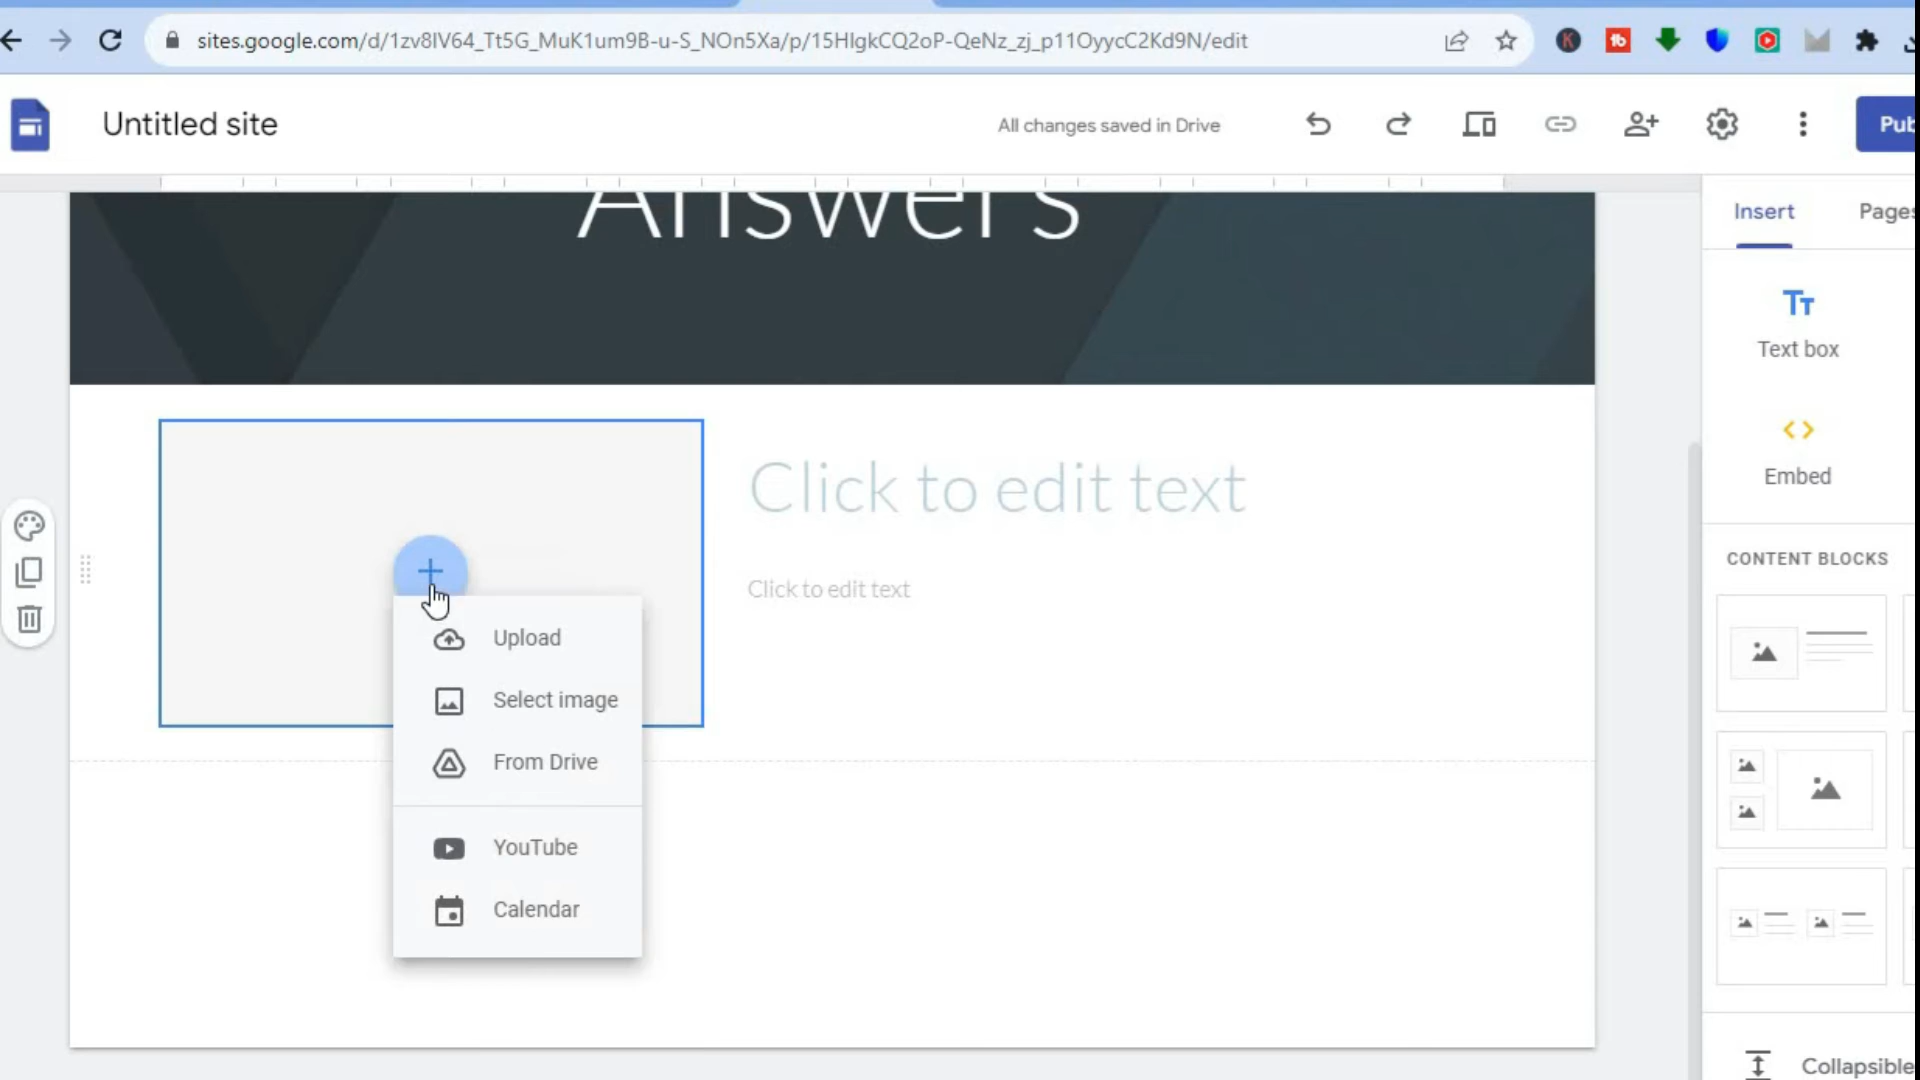 sites.google.com/d/1zv8IV64_Tt5G_MuK1um9B-u-S_NOn5Xa/p/15HIgkCQ2oP-QeNz_zj_p11OyycC2Kd9N/edit
Untitled site
All changes saved in Drive
Pub
Answers
Insert
Pages
Text box
Embed
Click to edit text
Click to edit text
CONTENT BLOCKS
Upload
Select image
From Drive
YouTube
Calendar
Collapsible